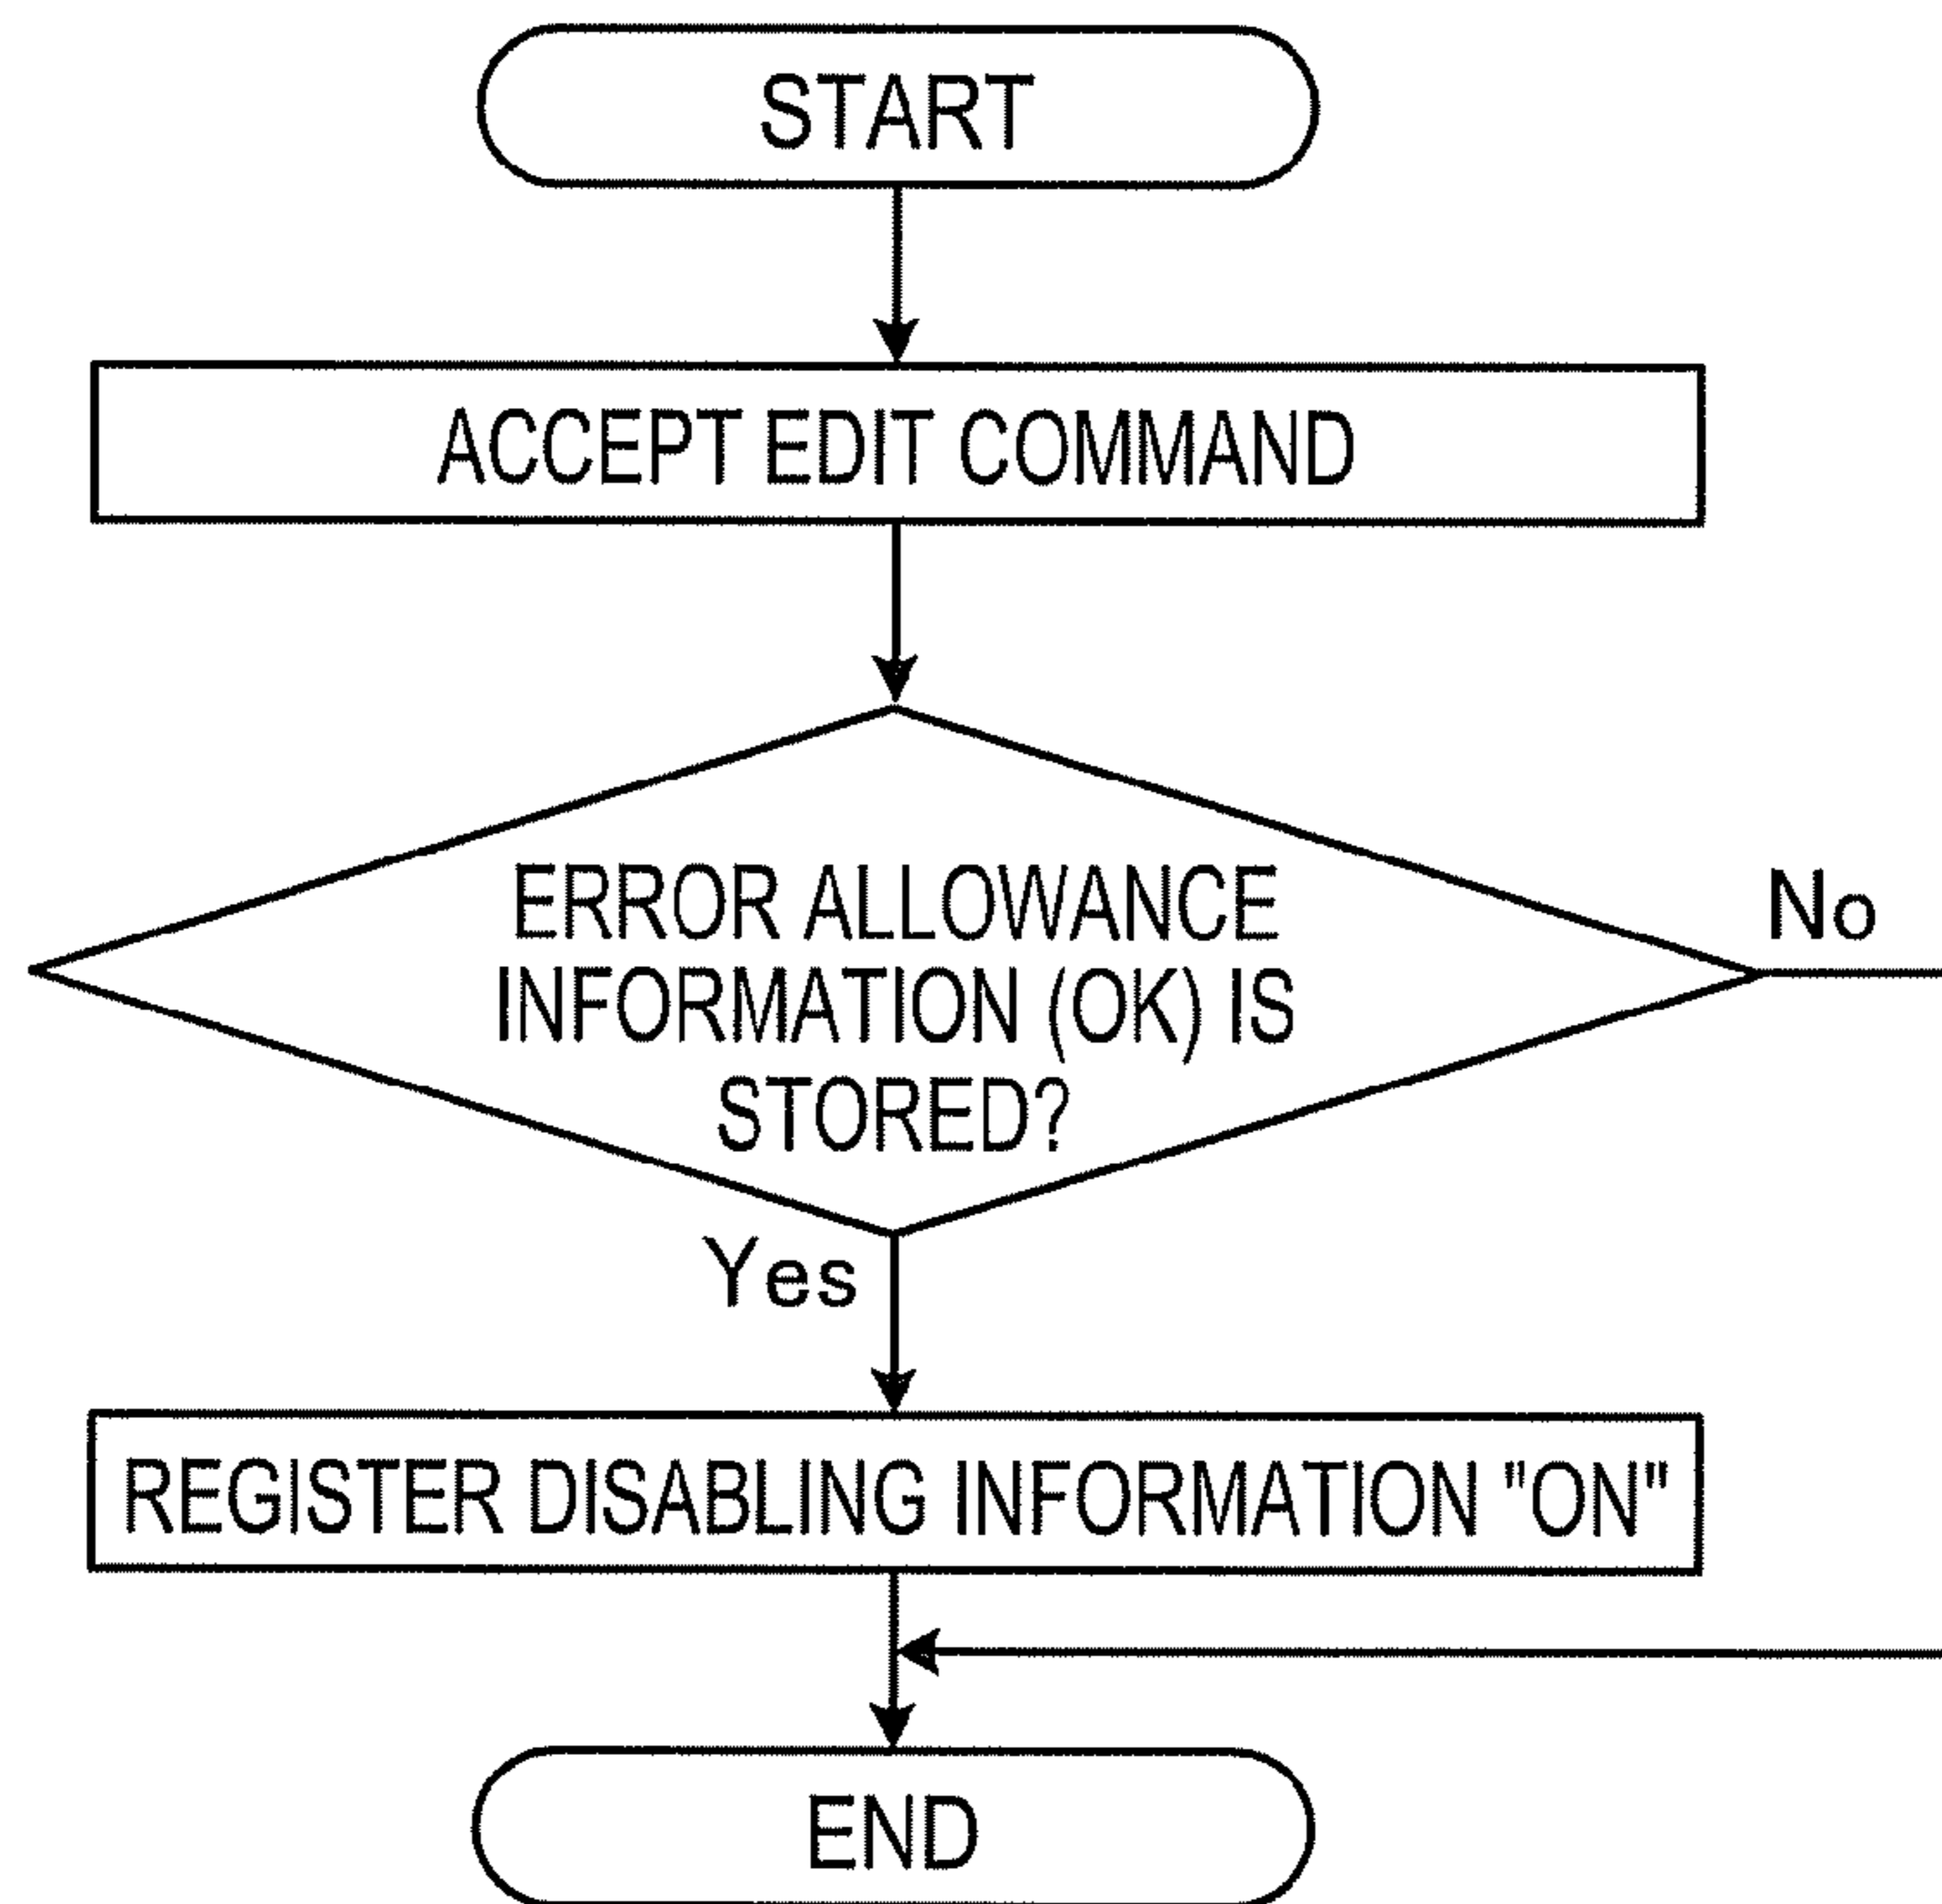 START
ACCEPT EDIT COMMAND
ERROR ALLOWANCE
No
INFORMATION (OK) IS
STORED?
Yes
REGISTER DISABLING INFORMATION "ON"
END